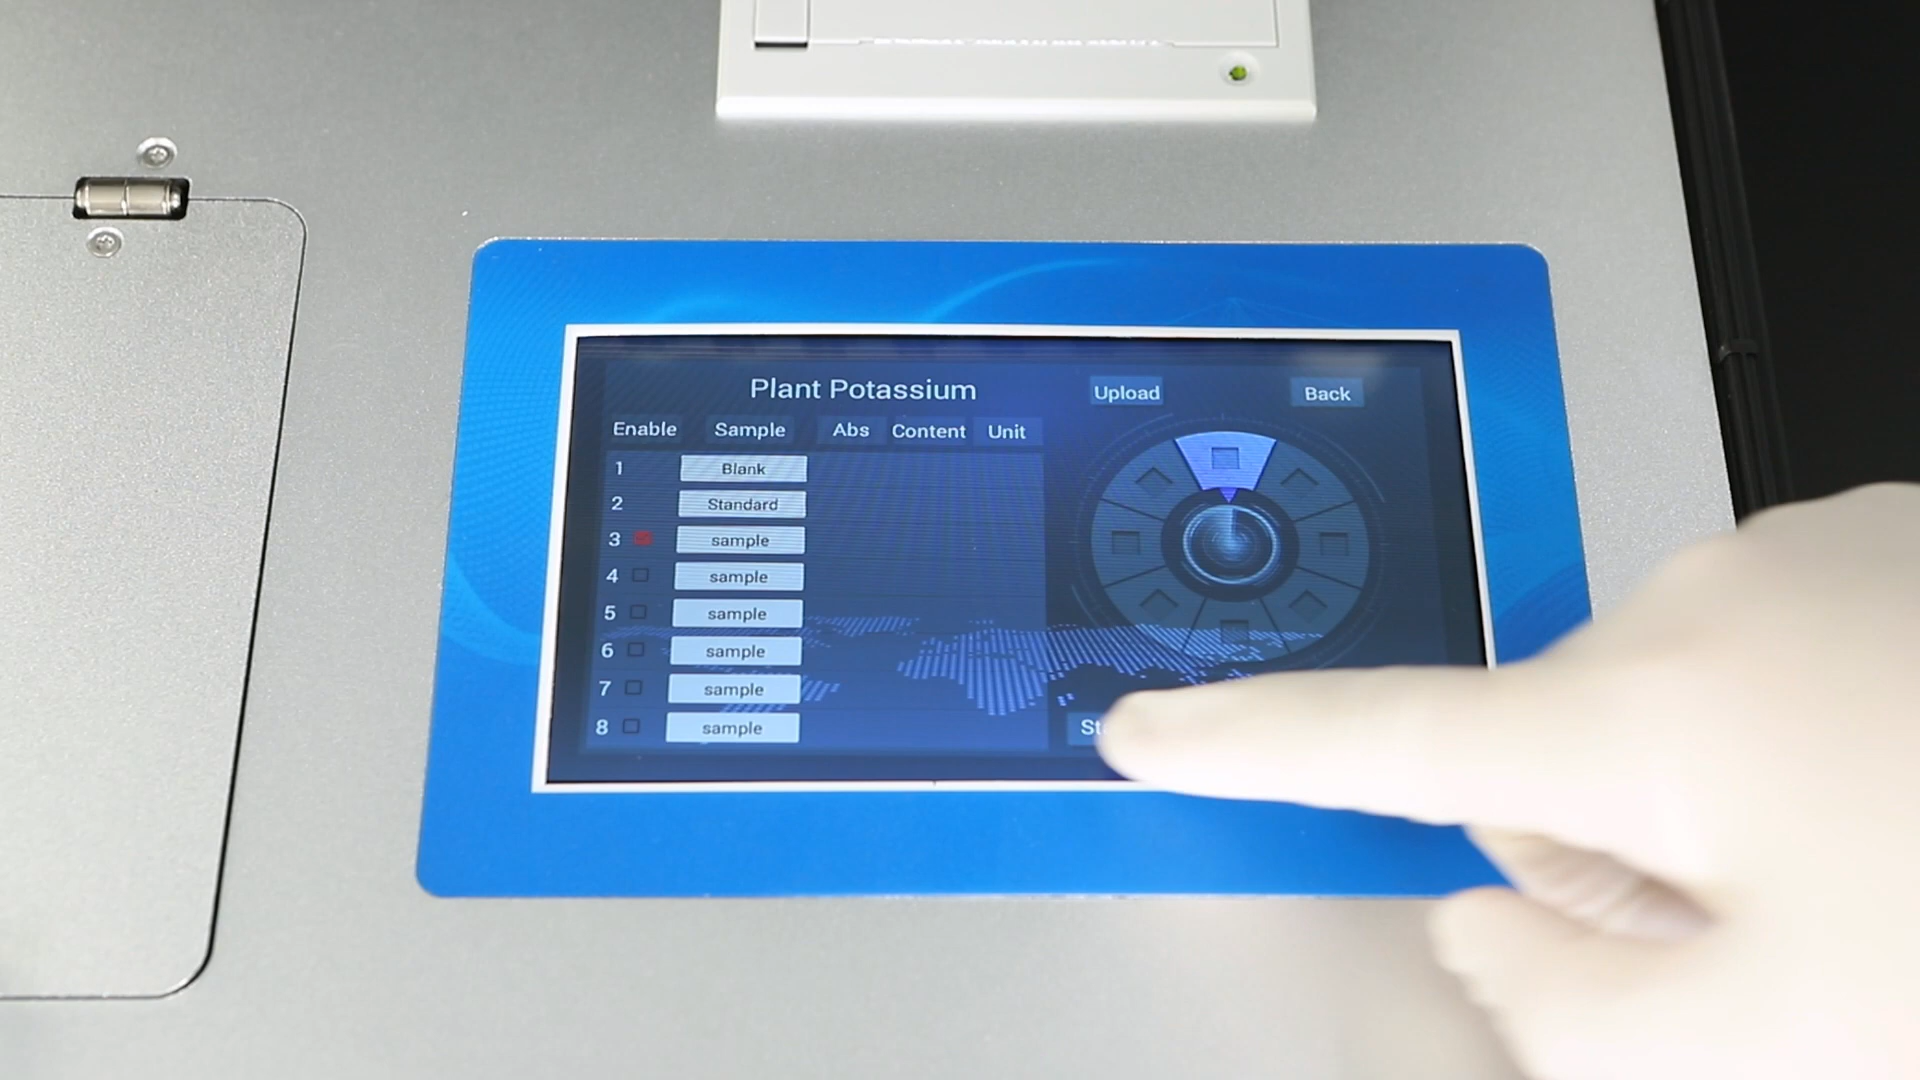 Plant Potassium Upload Back
Enable Sample Abs Content Unit
1 Blank
2 Standard
3 sample
4 sample
5 sample
6 sample
7 sample
8 sample